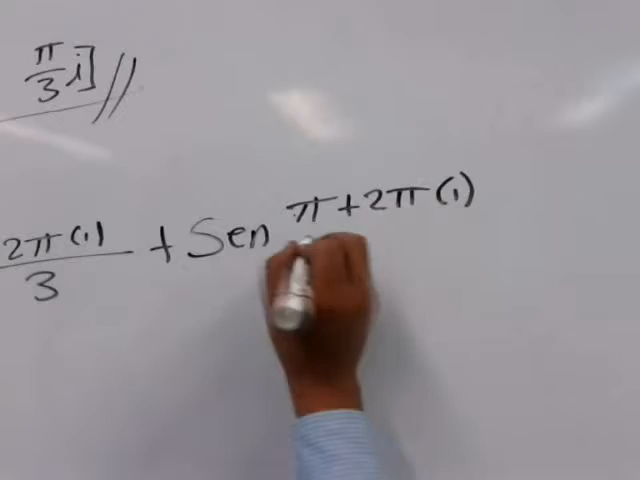 π/3 i] //
2π(1)/3 + Sen π+2π(1)